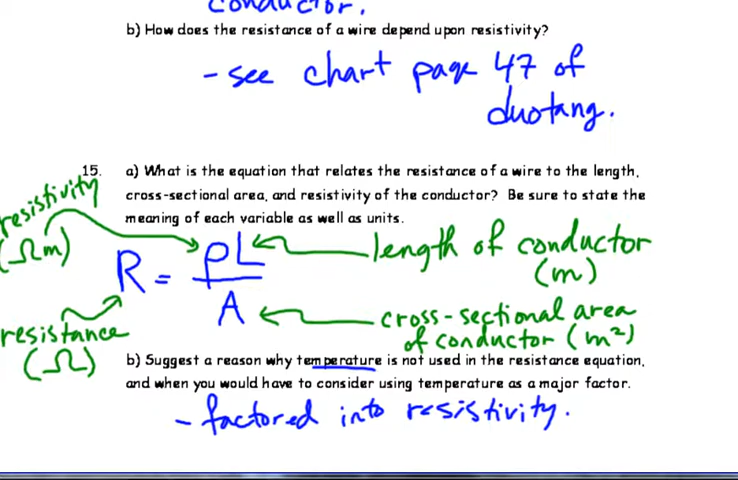 conductor.
b) How does the resistance of a wire depend upon resistivity?
- see chart page 47 of
duotang.
15. a) What is the equation that relates the resistance of a wire to the length,
cross-sectional area, and resistivity of the conductor? Be sure to state the
meaning of each variable as well as units.
resistivity
(Ωm)
R = ρL / A
length of conductor
(m)
cross-sectional area
of conductor (m²)
resistance
(Ω)
b) Suggest a reason why temperature is not used in the resistance equation,
and when you would have to consider using temperature as a major factor.
- factored into resistivity.